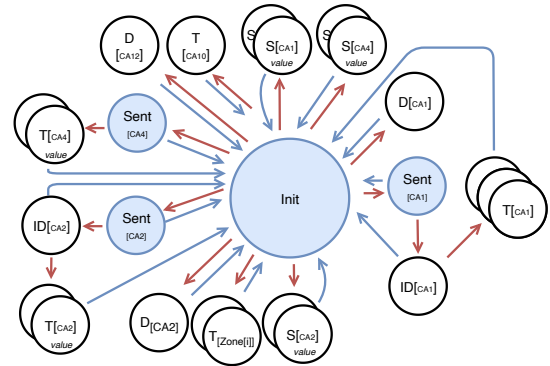 D
[CA12]
T
[CA10]
S
S[CA1]
value
S
S[CA4]
value
D[CA1]
T[CA4]
value
Sent
[CA4]
Sent
[CA1]
T[CA1]
Init
ID[CA2]
Sent
[CA2]
ID[CA1]
T[CA2]
value
D[CA2]
T[Zone[i]]
S[CA2]
value